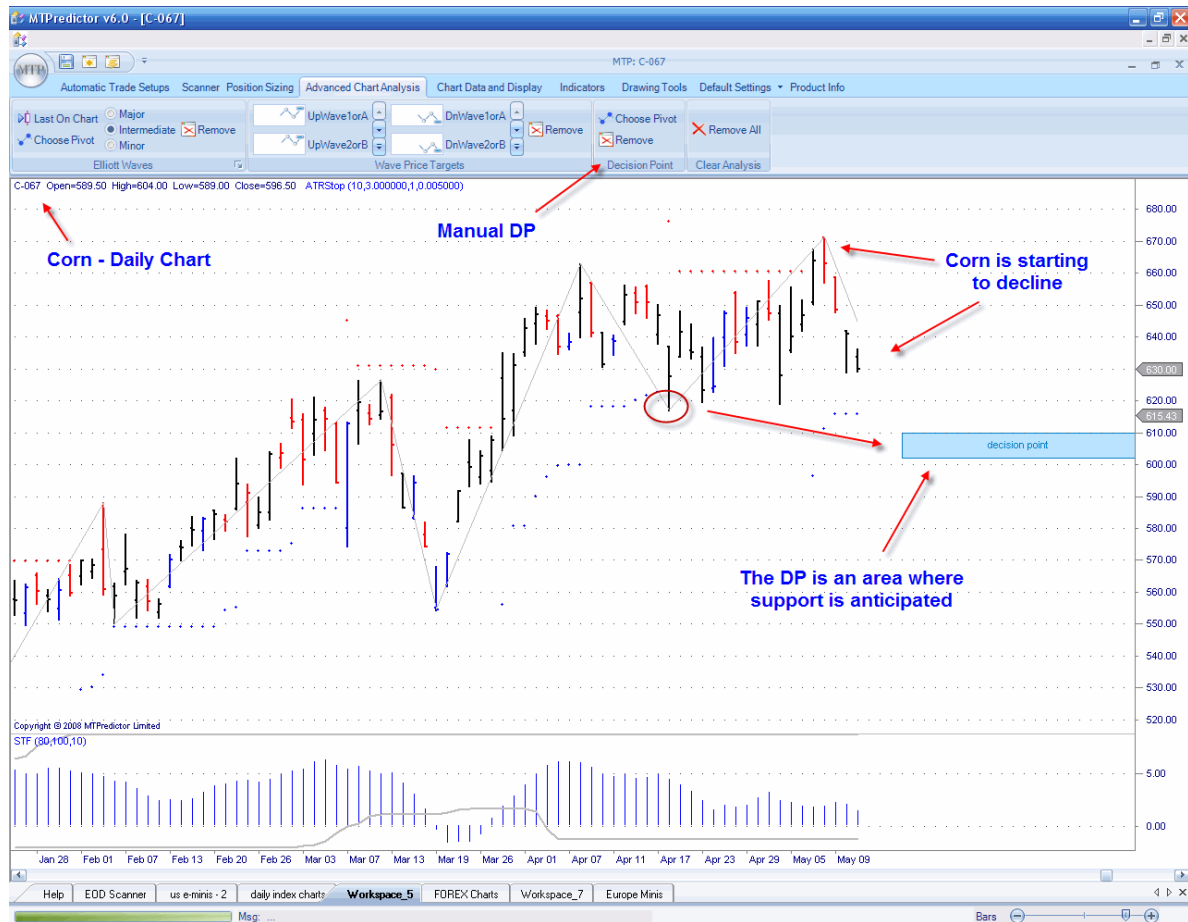 MTPredictor v6.0 - [C-067]
MTP
MTP: C-067
Automatic Trade Setups Scanner Position Sizing Advanced Chart Analysis Chart Data and Display Indicators Drawing Tools Default Settings Product Info
Last On Chart
Choose Pivot
Major
Intermediate
Minor
Remove
Elliott Waves
UpWave1orA
UpWave2orB
DnWave1orA
DnWave2orB
Remove
Wave Price Targets
Choose Pivot
Remove
Decision Point
Remove All
Clear Analysis
C-067 Open=589.50 High=604.00 Low=589.00 Close=596.50 ATRStop (10,3.000000,1,0.005000)
Manual DP
Corn - Daily Chart
Corn is starting
to decline
decision point
The DP is an area where
support is anticipated
680.00
670.00
660.00
650.00
640.00
630.00
620.00
615.43
610.00
600.00
590.00
580.00
570.00
560.00
550.00
540.00
530.00
520.00
Copyright © 2008 MTPredictor Limited
STF (80,100,10)
5.00
0.00
Jan 28 Feb 01 Feb 07 Feb 13 Feb 20 Feb 26 Mar 03 Mar 07 Mar 13 Mar 19 Mar 26 Apr 01 Apr 07 Apr 11 Apr 17 Apr 23 Apr 29 May 05 May 09
Help EOD Scanner us e-minis - 2 daily index charts Workspace_5 FOREX Charts Workspace_7 Europe Minis
Msg: ...
Bars